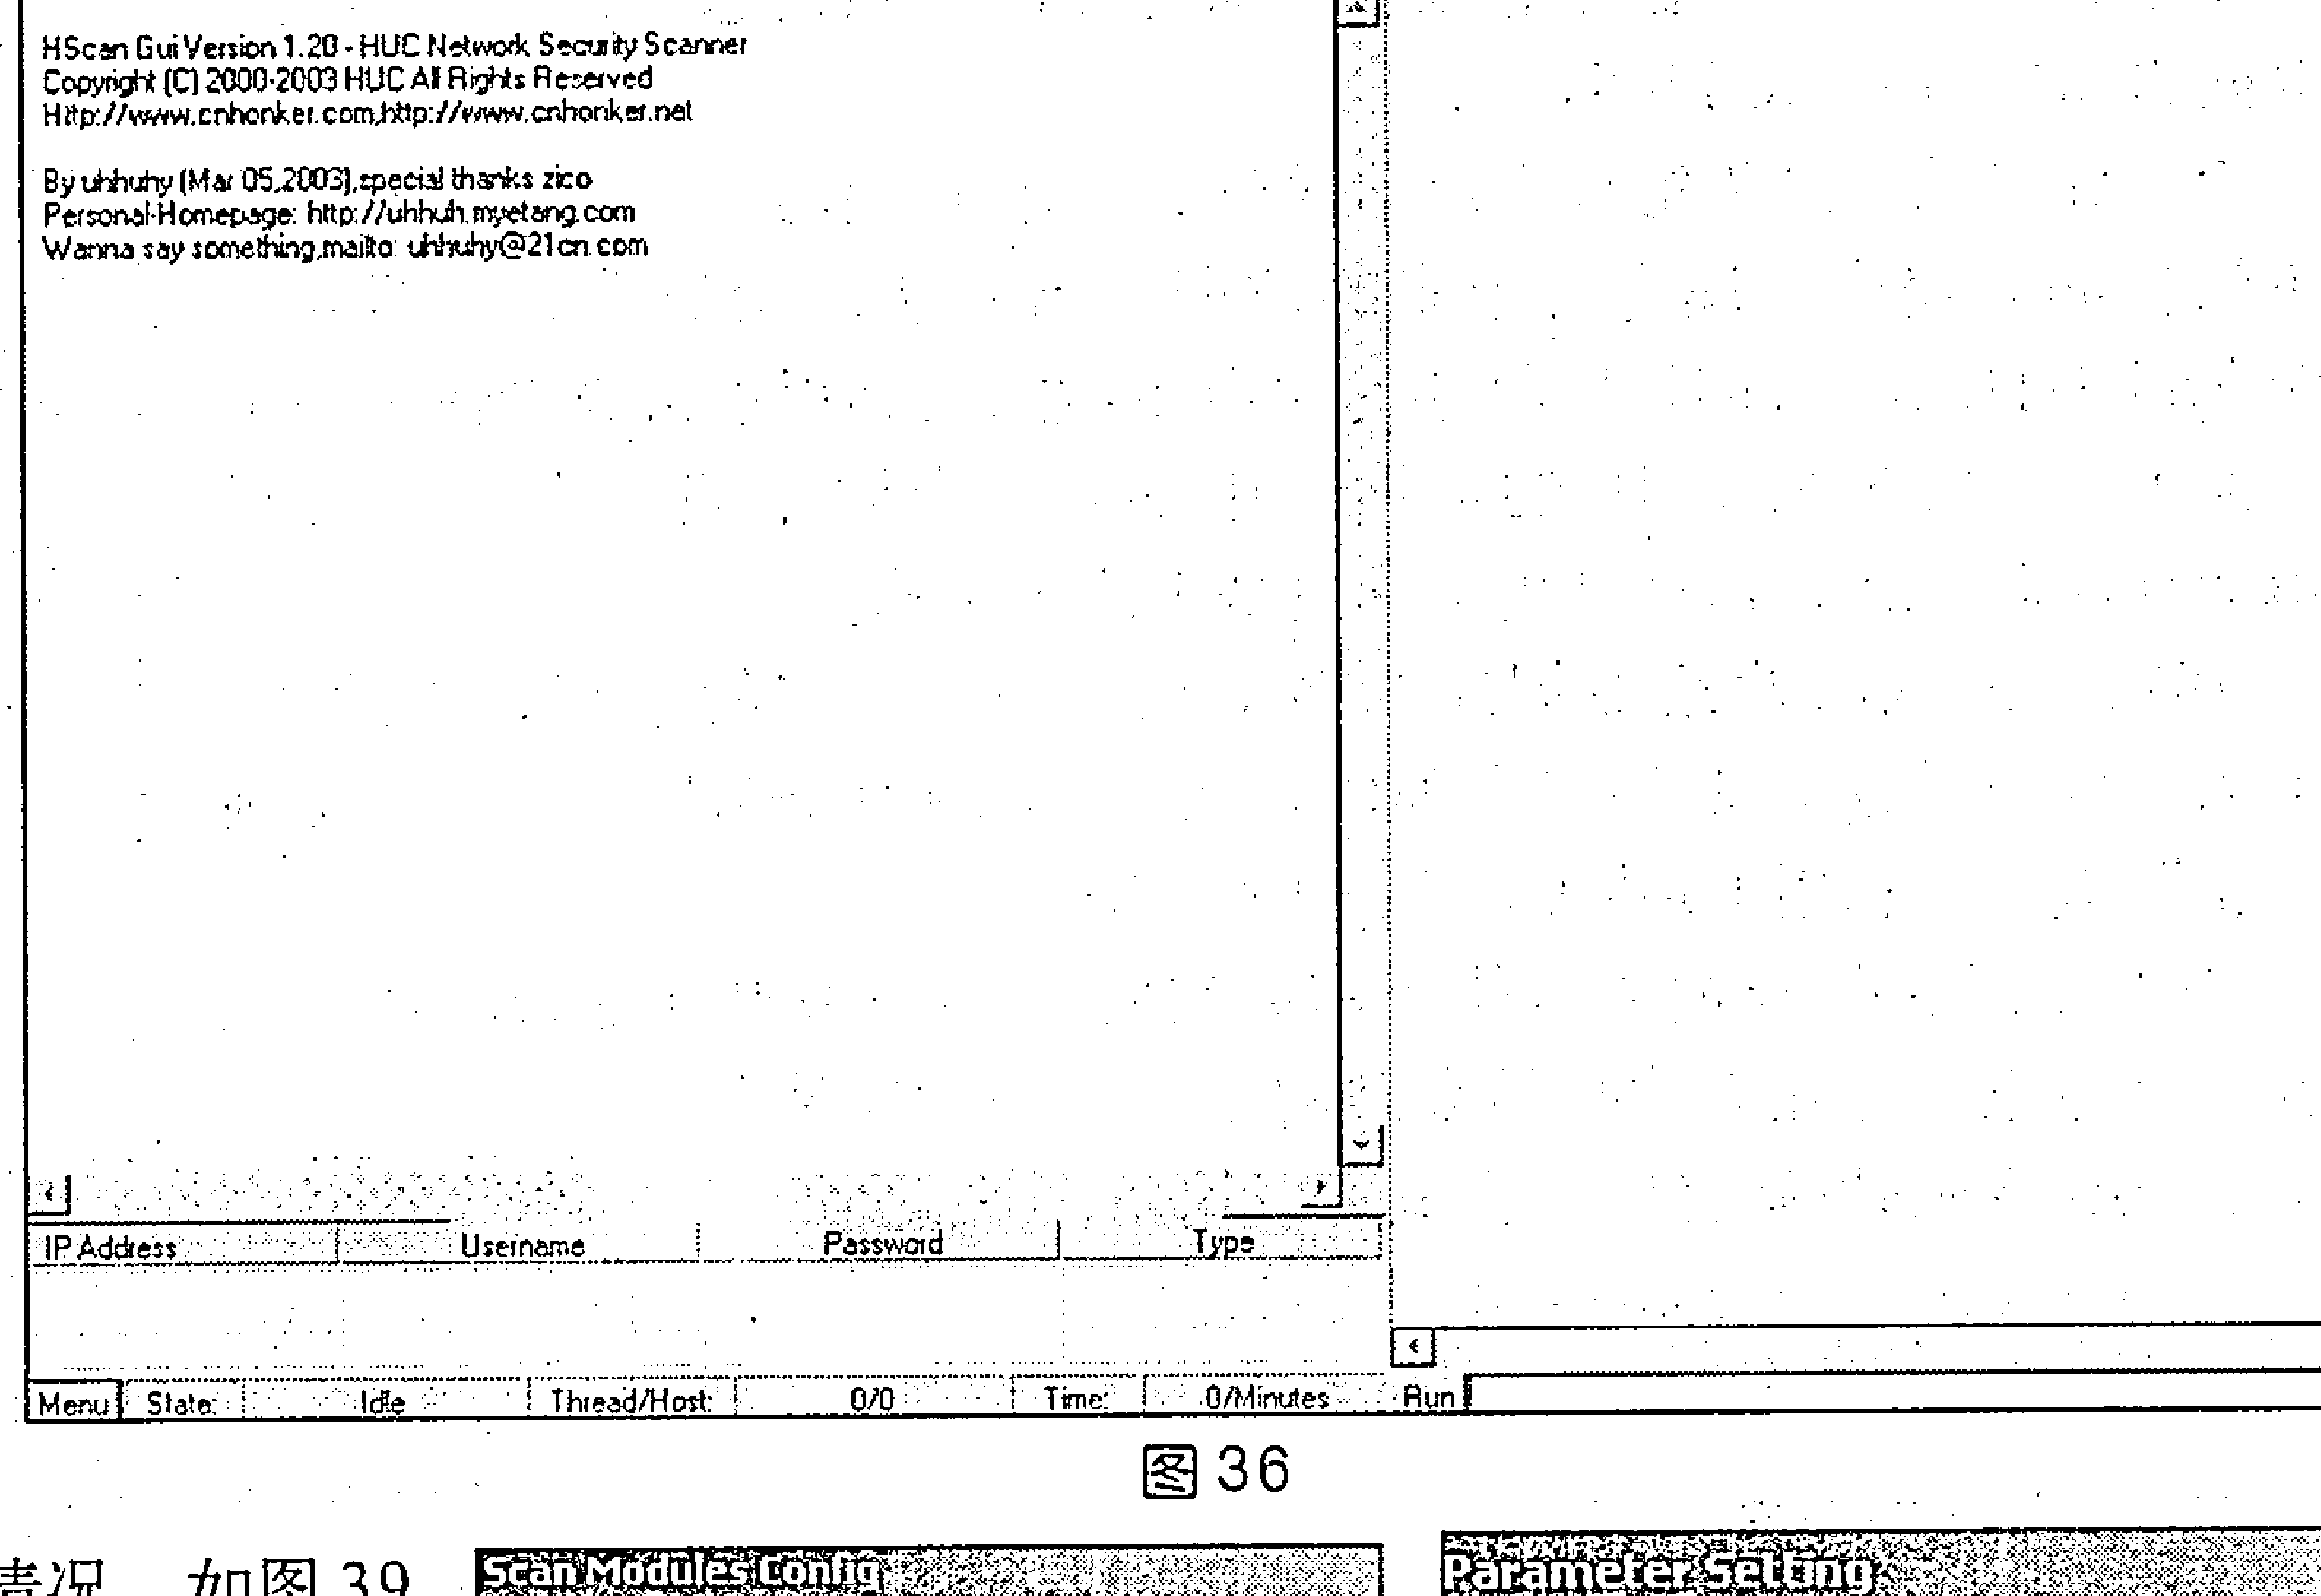 HScan Gui Version 1.20 - HUC Network Security Scanner
Copyright (C) 2000-2003 HUC All Rights Reserved
Http://www.cnhonker.com,http://www.cnhonker.net
By uhhuhy (Mar 05,2003),special thanks zico
Personal Homepage: http://uhhuh.myetang.com
Wanna say something,mailto: uhhuhy@21cn.com
IP Address Username Password Type
Menu State: Idle Thread/Host: 0/0 Time: 0/Minutes Run
图 36
情况 如图 39
Scan Modules Config
Parameter Setting